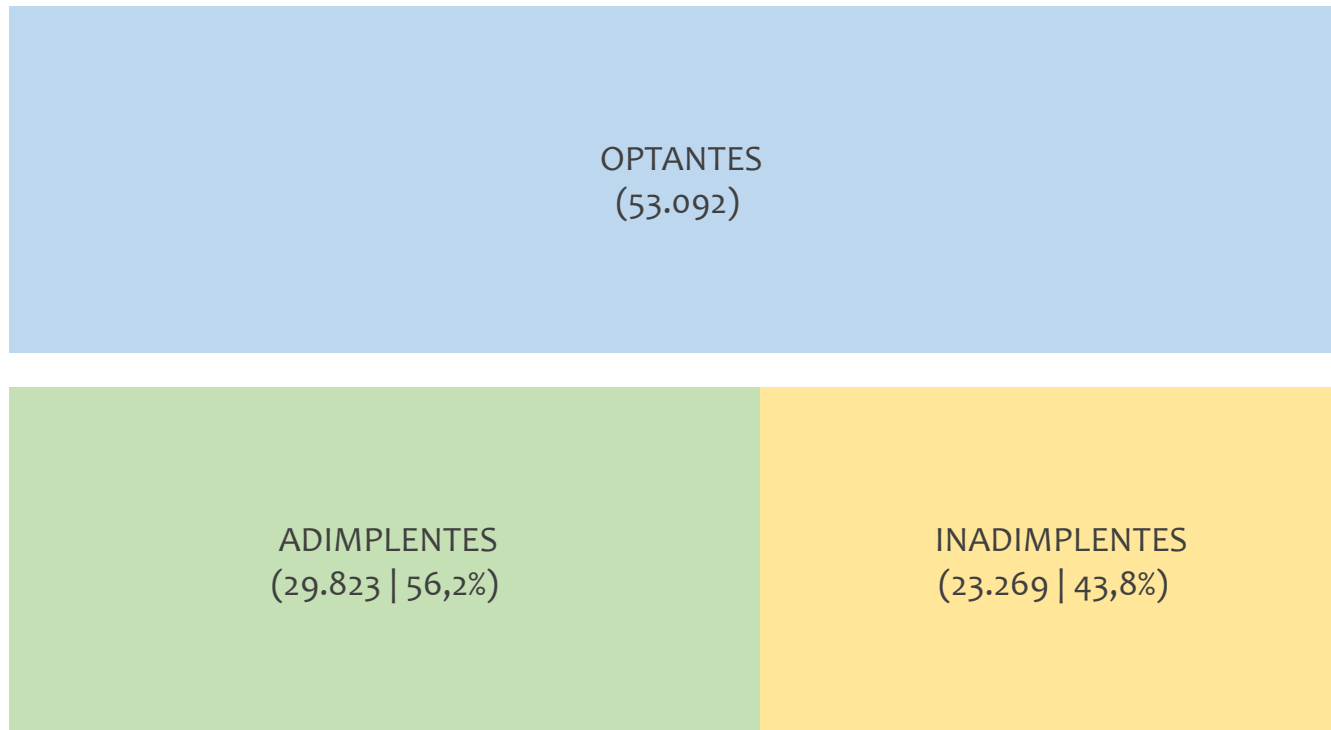 OPTANTES
(53.092)
ADIMPLENTES
(29.823 | 56,2%)
INADIMPLENTES
(23.269 | 43,8%)